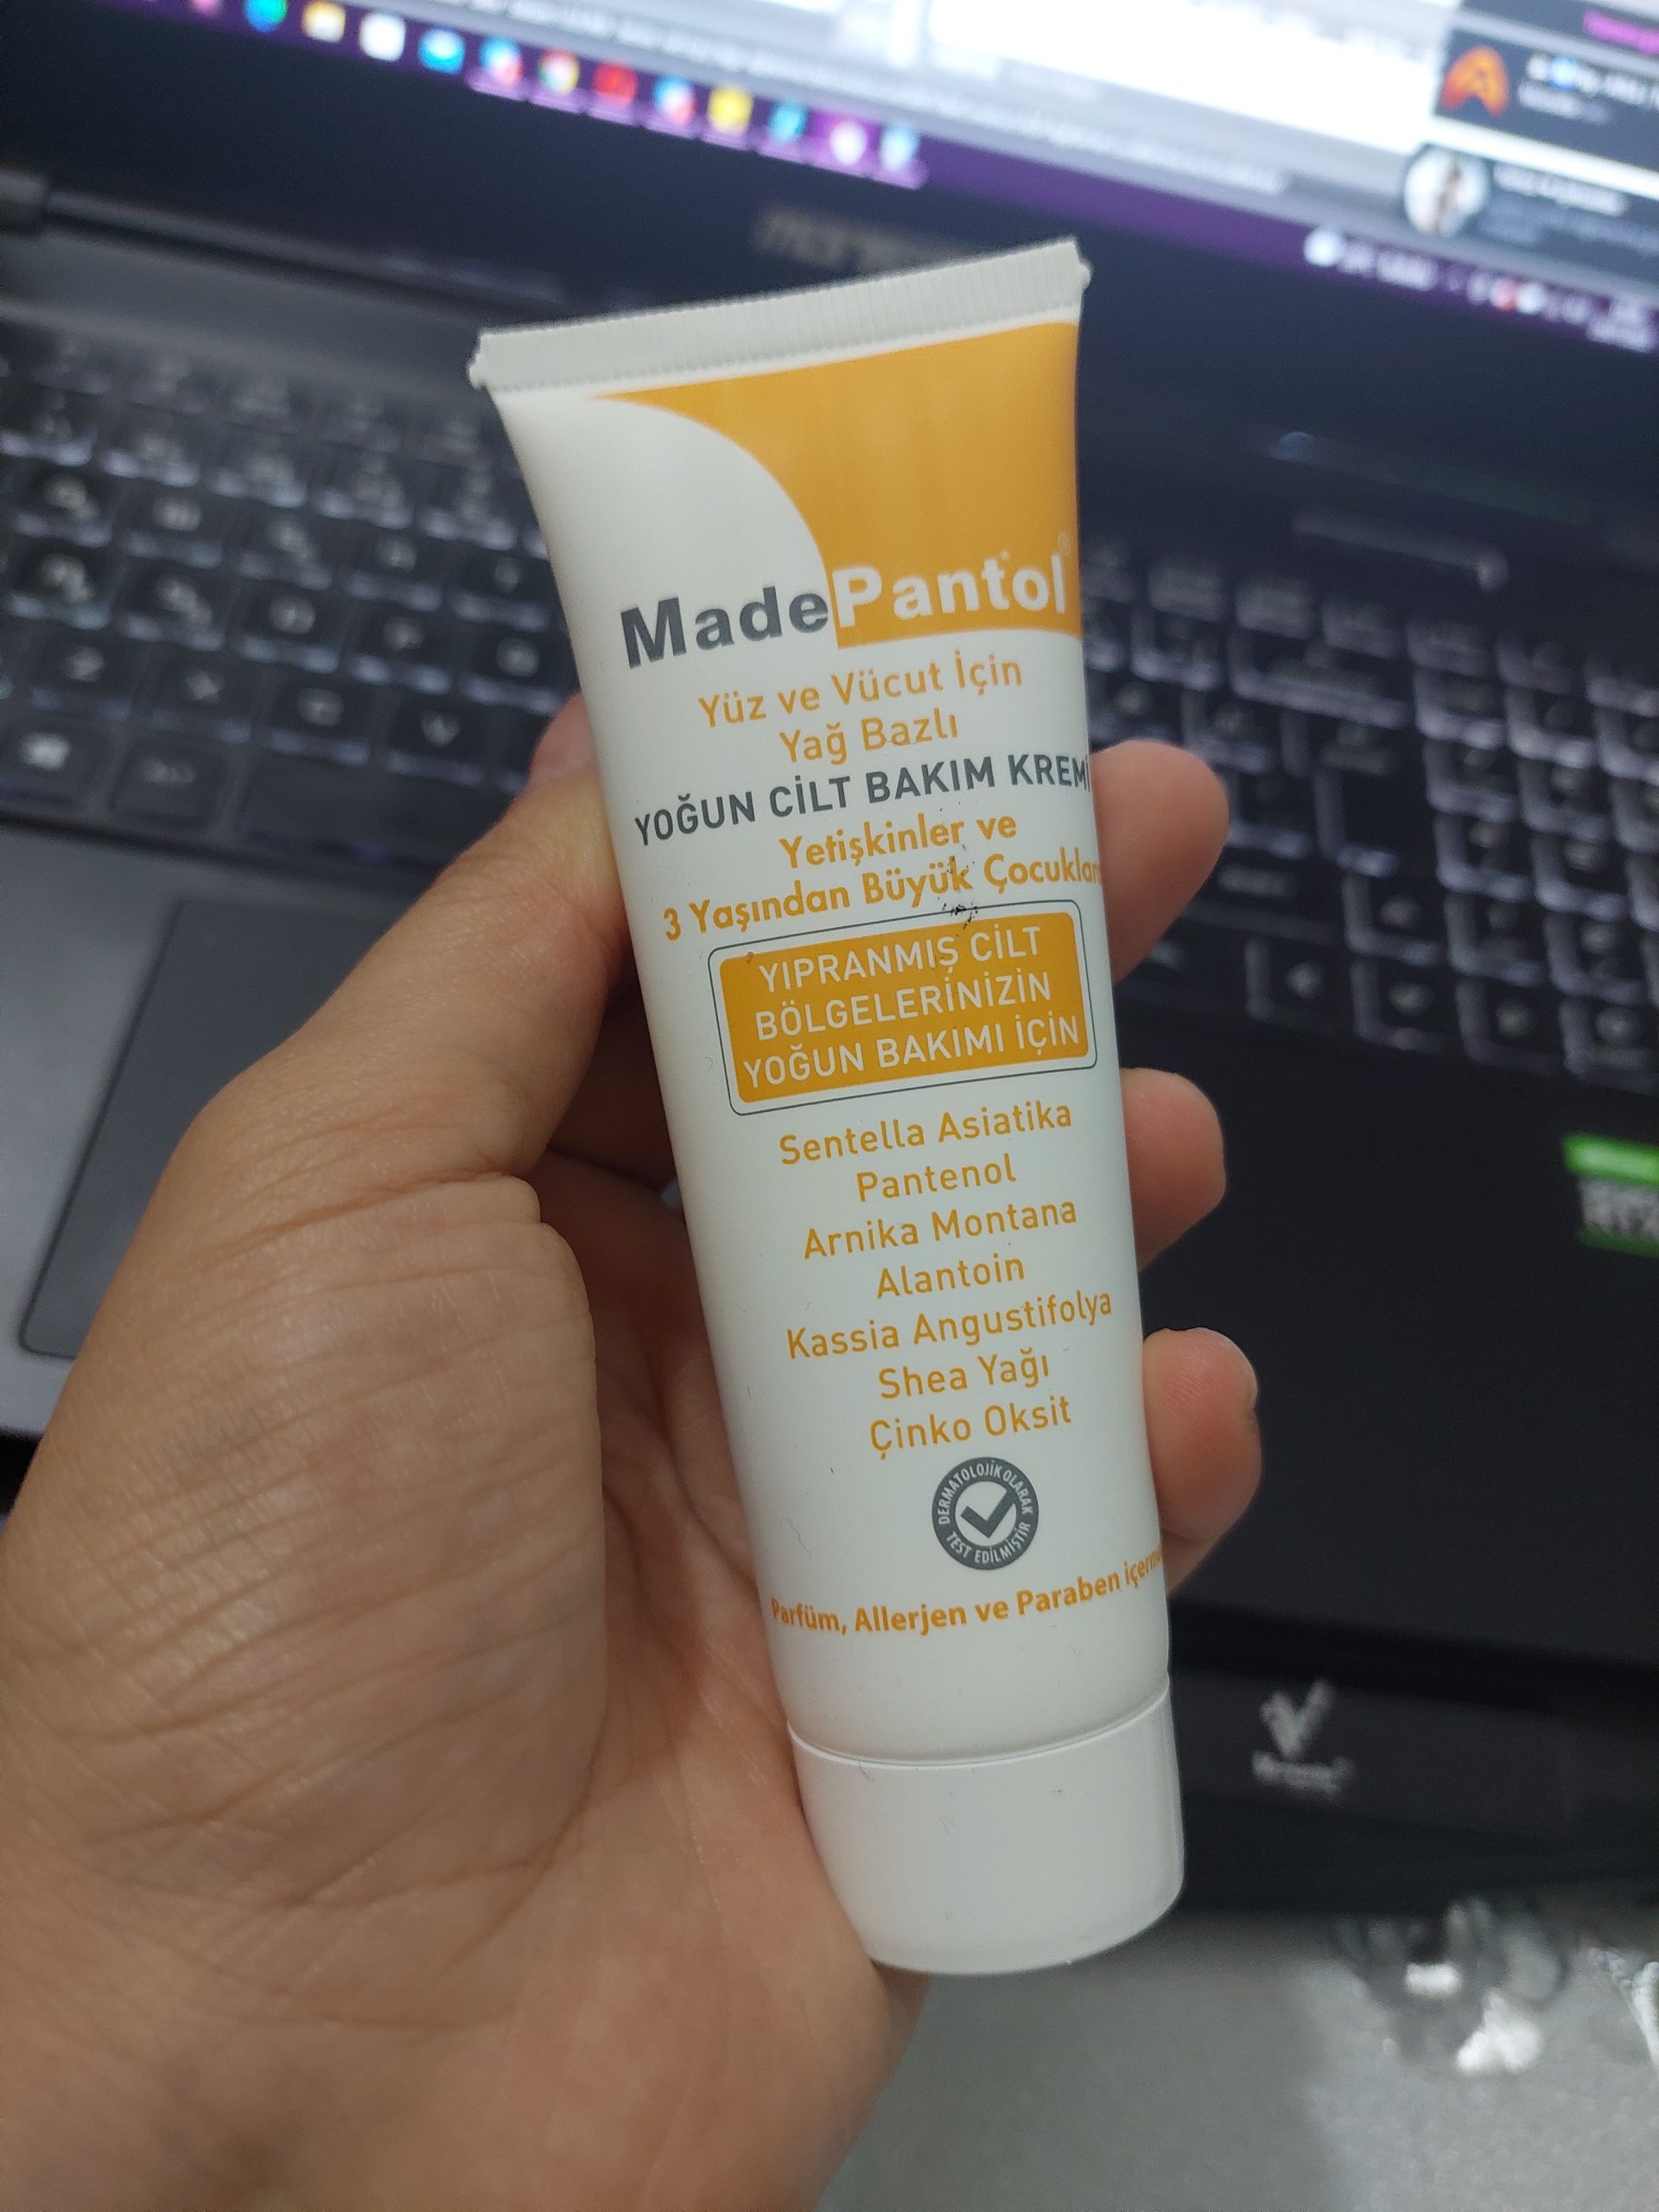 MadePantol
Yüz ve Vücut İçin
Yağ Bazlı
YOĞUN CİLT BAKIM KREMİ
Yetişkinler ve
3 Yaşından Büyük Çocuklar
YIPRANMIŞ CİLT
BÖLGELERİNİZİN
YOĞUN BAKIMI İÇİN
Sentella Asiatika
Pantenol
Arnika Montana
Alantoin
Kassia Angustifolya
Shea Yağı
Çinko Oksit
DERMATOLOJİK OLARAK
TEST EDİLMİŞTİR
Parfüm, Allerjen ve Paraben